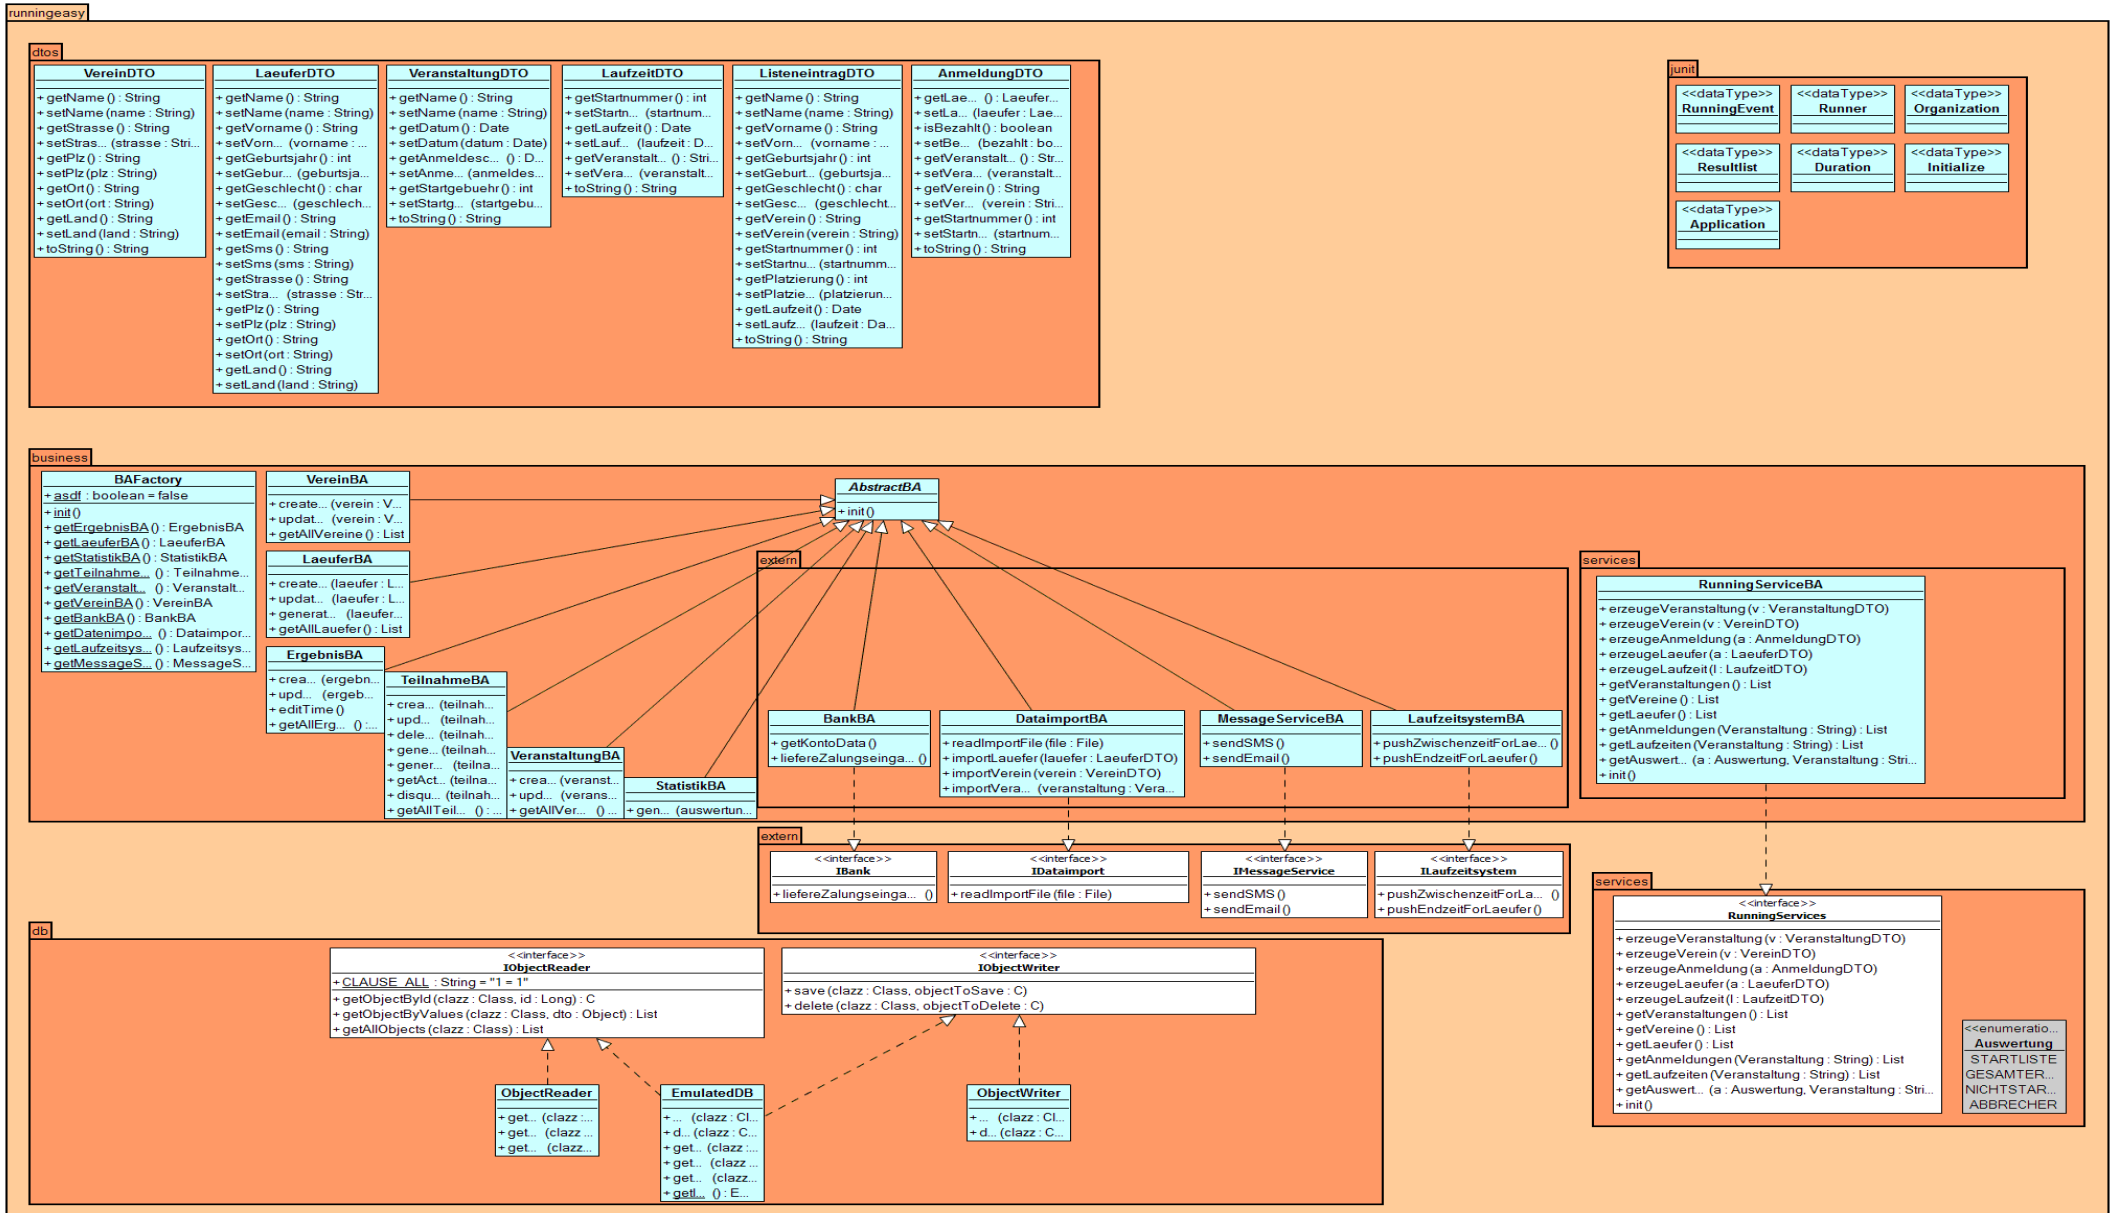 runningeasy
dtos
VereinDTO
+ getName () : String
+ setName (name : String)
+ getStrasse () : String
+ setStras... (strasse : Stri...
+ getPlz () : String
+ setPlz (plz : String)
+ getOrt () : String
+ setOrt (ort : String)
+ getLand () : String
+ setLand (land : String)
+ toString () : String
LaeuferDTO
+ getName () : String
+ setName (name : String)
+ getVorname () : String
+ setVorn... (vorname : ...
+ getGeburtsjahr () : int
+ setGebur... (geburtsja...
+ getGeschlecht () : char
+ setGesc... (geschlech...
+ getEmail () : String
+ setEmail (email : String)
+ getSms () : String
+ setSms (sms : String)
+ getStrasse () : String
+ setStra... (strasse : Str...
+ getPlz () : String
+ setPlz (plz : String)
+ getOrt () : String
+ setOrt (ort : String)
+ getLand () : String
+ setLand (land : String)
VeranstaltungDTO
+ getName () : String
+ setName (name : String)
+ getDatum () : Date
+ setDatum (datum : Date)
+ getAnmeldesc... () : D...
+ setAnme... (anmeldes...
+ getStartgebuehr () : int
+ setStartg... (startgebu...
+ toString () : String
LaufzeitDTO
+ getStartnummer () : int
+ setStartn... (startnum...
+ getLaufzeit () : Date
+ setLauf... (laufzeit : D...
+ getVeranstalt... () : Stri...
+ setVera... (veranstalt...
+ toString () : String
ListeneintragDTO
+ getName () : String
+ setName (name : String)
+ getVorname () : String
+ setVorn... (vorname : ...
+ getGeburtsjahr () : int
+ setGeburt... (geburtsja...
+ getGeschlecht () : char
+ setGesc... (geschlecht...
+ getVerein () : String
+ setVerein (verein : String)
+ getStartnummer () : int
+ setStartnu... (startnumm...
+ getPlatzierung () : int
+ setPlatzie... (platzierun...
+ getLaufzeit () : Date
+ setLaufz... (laufzeit : Da...
+ toString () : String
AnmeldungDTO
+ getLae... () : Laeufer...
+ setLa... (laeufer : Lae...
+ isBezahlt () : boolean
+ setBe... (bezahlt : bo...
+ getVeranstalt... () : Str...
+ setVera... (veranstalt...
+ getVerein () : String
+ setVer... (verein : Stri...
+ getStartnummer () : int
+ setStartn... (startnum...
+ toString () : String
junit
<<dataType>>
RunningEvent
<<dataType>>
Runner
<<dataType>>
Organization
<<dataType>>
Resultlist
<<dataType>>
Duration
<<dataType>>
Initialize
<<dataType>>
Application
business
BAFactory
+ asdf : boolean = false
+ init ()
+ getErgebnisBA () : ErgebnisBA
+ getLaeuferBA () : LaeuferBA
+ getStatistikBA () : StatistikBA
+ getTeilnahme... () : Teilnahme...
+ getVeranstalt... () : Veranstalt...
+ getVereinBA () : VereinBA
+ getBankBA () : BankBA
+ getDatenimpo... () : Dataimpor...
+ getLaufzeitsys... () : Laufzeitsys...
+ getMessageS... () : MessageS...
VereinBA
+ create... (verein : V...
+ updat... (verein : V...
+ getAllVereine () : List
LaeuferBA
+ create... (laeufer : L...
+ updat... (laeufer : L...
+ generat... (laeufer...
+ getAllLauefer () : List
ErgebnisBA
+ crea... (ergebn...
+ upd... (ergeb...
+ editTime ()
+ getAllErg... () :...
TeilnahmeBA
+ crea... (teilnah...
+ upd... (teilnah...
+ dele... (teilnah...
+ gene... (teilnah...
+ gener... (teilna...
+ getAct... (teilna...
+ disqu... (teilnah...
+ getAllTeil... () : ...
VeranstaltungBA
+ crea... (veranst...
+ upd... (verans...
+ getAllVer... () ...
StatistikBA
+ gen... (auswertun...
AbstractBA
+ init ()
extern
BankBA
+ getKontoData ()
+ liefereZalungseinga... ()
DataimportBA
+ readImportFile (file : File)
+ importLauefer (lauefer : LaeuferDTO)
+ importVerein (verein : VereinDTO)
+ importVera... (veranstaltung : Vera...
MessageServiceBA
+ sendSMS ()
+ sendEmail ()
LaufzeitsystemBA
+ pushZwischenzeitForLae... ()
+ pushEndzeitForLaeufer ()
services
RunningServiceBA
+ erzeugeVeranstaltung (v : VeranstaltungDTO)
+ erzeugeVerein (v : VereinDTO)
+ erzeugeAnmeldung (a : AnmeldungDTO)
+ erzeugeLaeufer (a : LaeuferDTO)
+ erzeugeLaufzeit (l : LaufzeitDTO)
+ getVeranstaltungen () : List
+ getVereine () : List
+ getLaeufer () : List
+ getAnmeldungen (Veranstaltung : String) : List
+ getLaufzeiten (Veranstaltung : String) : List
+ getAuswert... (a : Auswertung, Veranstaltung : Stri...
+ init ()
extern
<<interface>>
IBank
+ liefereZalungseinga... ()
<<interface>>
IDataimport
+ readImportFile (file : File)
<<interface>>
IMessageService
+ sendSMS ()
+ sendEmail ()
<<interface>>
ILaufzeitsystem
+ pushZwischenzeitForLa... ()
+ pushEndzeitForLaeufer ()
services
<<interface>>
RunningServices
+ erzeugeVeranstaltung (v : VeranstaltungDTO)
+ erzeugeVerein (v : VereinDTO)
+ erzeugeAnmeldung (a : AnmeldungDTO)
+ erzeugeLaeufer (a : LaeuferDTO)
+ erzeugeLaufzeit (l : LaufzeitDTO)
+ getVeranstaltungen () : List
+ getVereine () : List
+ getLaeufer () : List
+ getAnmeldungen (Veranstaltung : String) : List
+ getLaufzeiten (Veranstaltung : String) : List
+ getAuswert... (a : Auswertung, Veranstaltung : Stri...
+ init ()
<<enumeratio...
Auswertung
STARTLISTE
GESAMTER...
NICHTSTAR...
ABBRECHER
db
<<interface>>
IObjectReader
+ CLAUSE_ALL : String = "1 = 1"
+ getObjectById (clazz : Class, id : Long) : C
+ getObjectByValues (clazz : Class, dto : Object) : List
+ getAllObjects (clazz : Class) : List
<<interface>>
IObjectWriter
+ save (clazz : Class, objectToSave : C)
+ delete (clazz : Class, objectToDelete : C)
ObjectReader
+ get... (clazz :...
+ get... (clazz ...
+ get... (clazz...
EmulatedDB
+ ... (clazz : Cl...
+ d... (clazz : C...
+ get... (clazz :...
+ get... (clazz ...
+ get... (clazz...
+ getI... () : E...
ObjectWriter
+ ... (clazz : Cl...
+ d... (clazz : C...